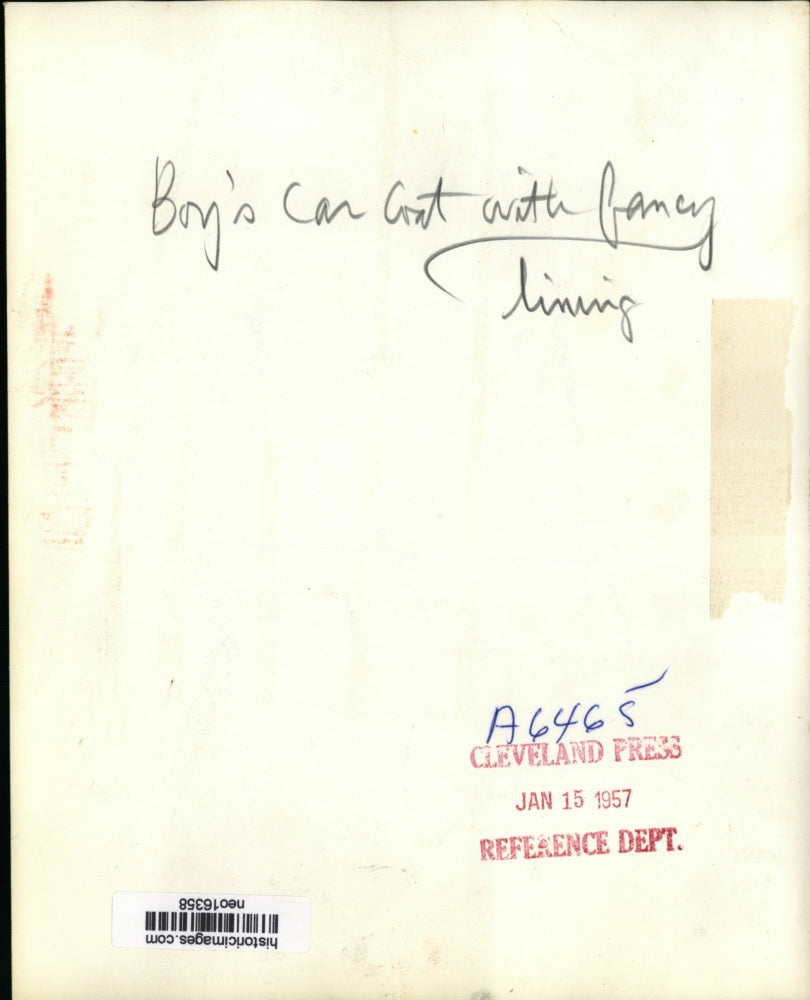 Boy's Car Coat with fancy
lining
A6465
CLEVELAND PRESS
JAN 15 1957
REFERENCE DEPT.
historicimages.com
neo16358